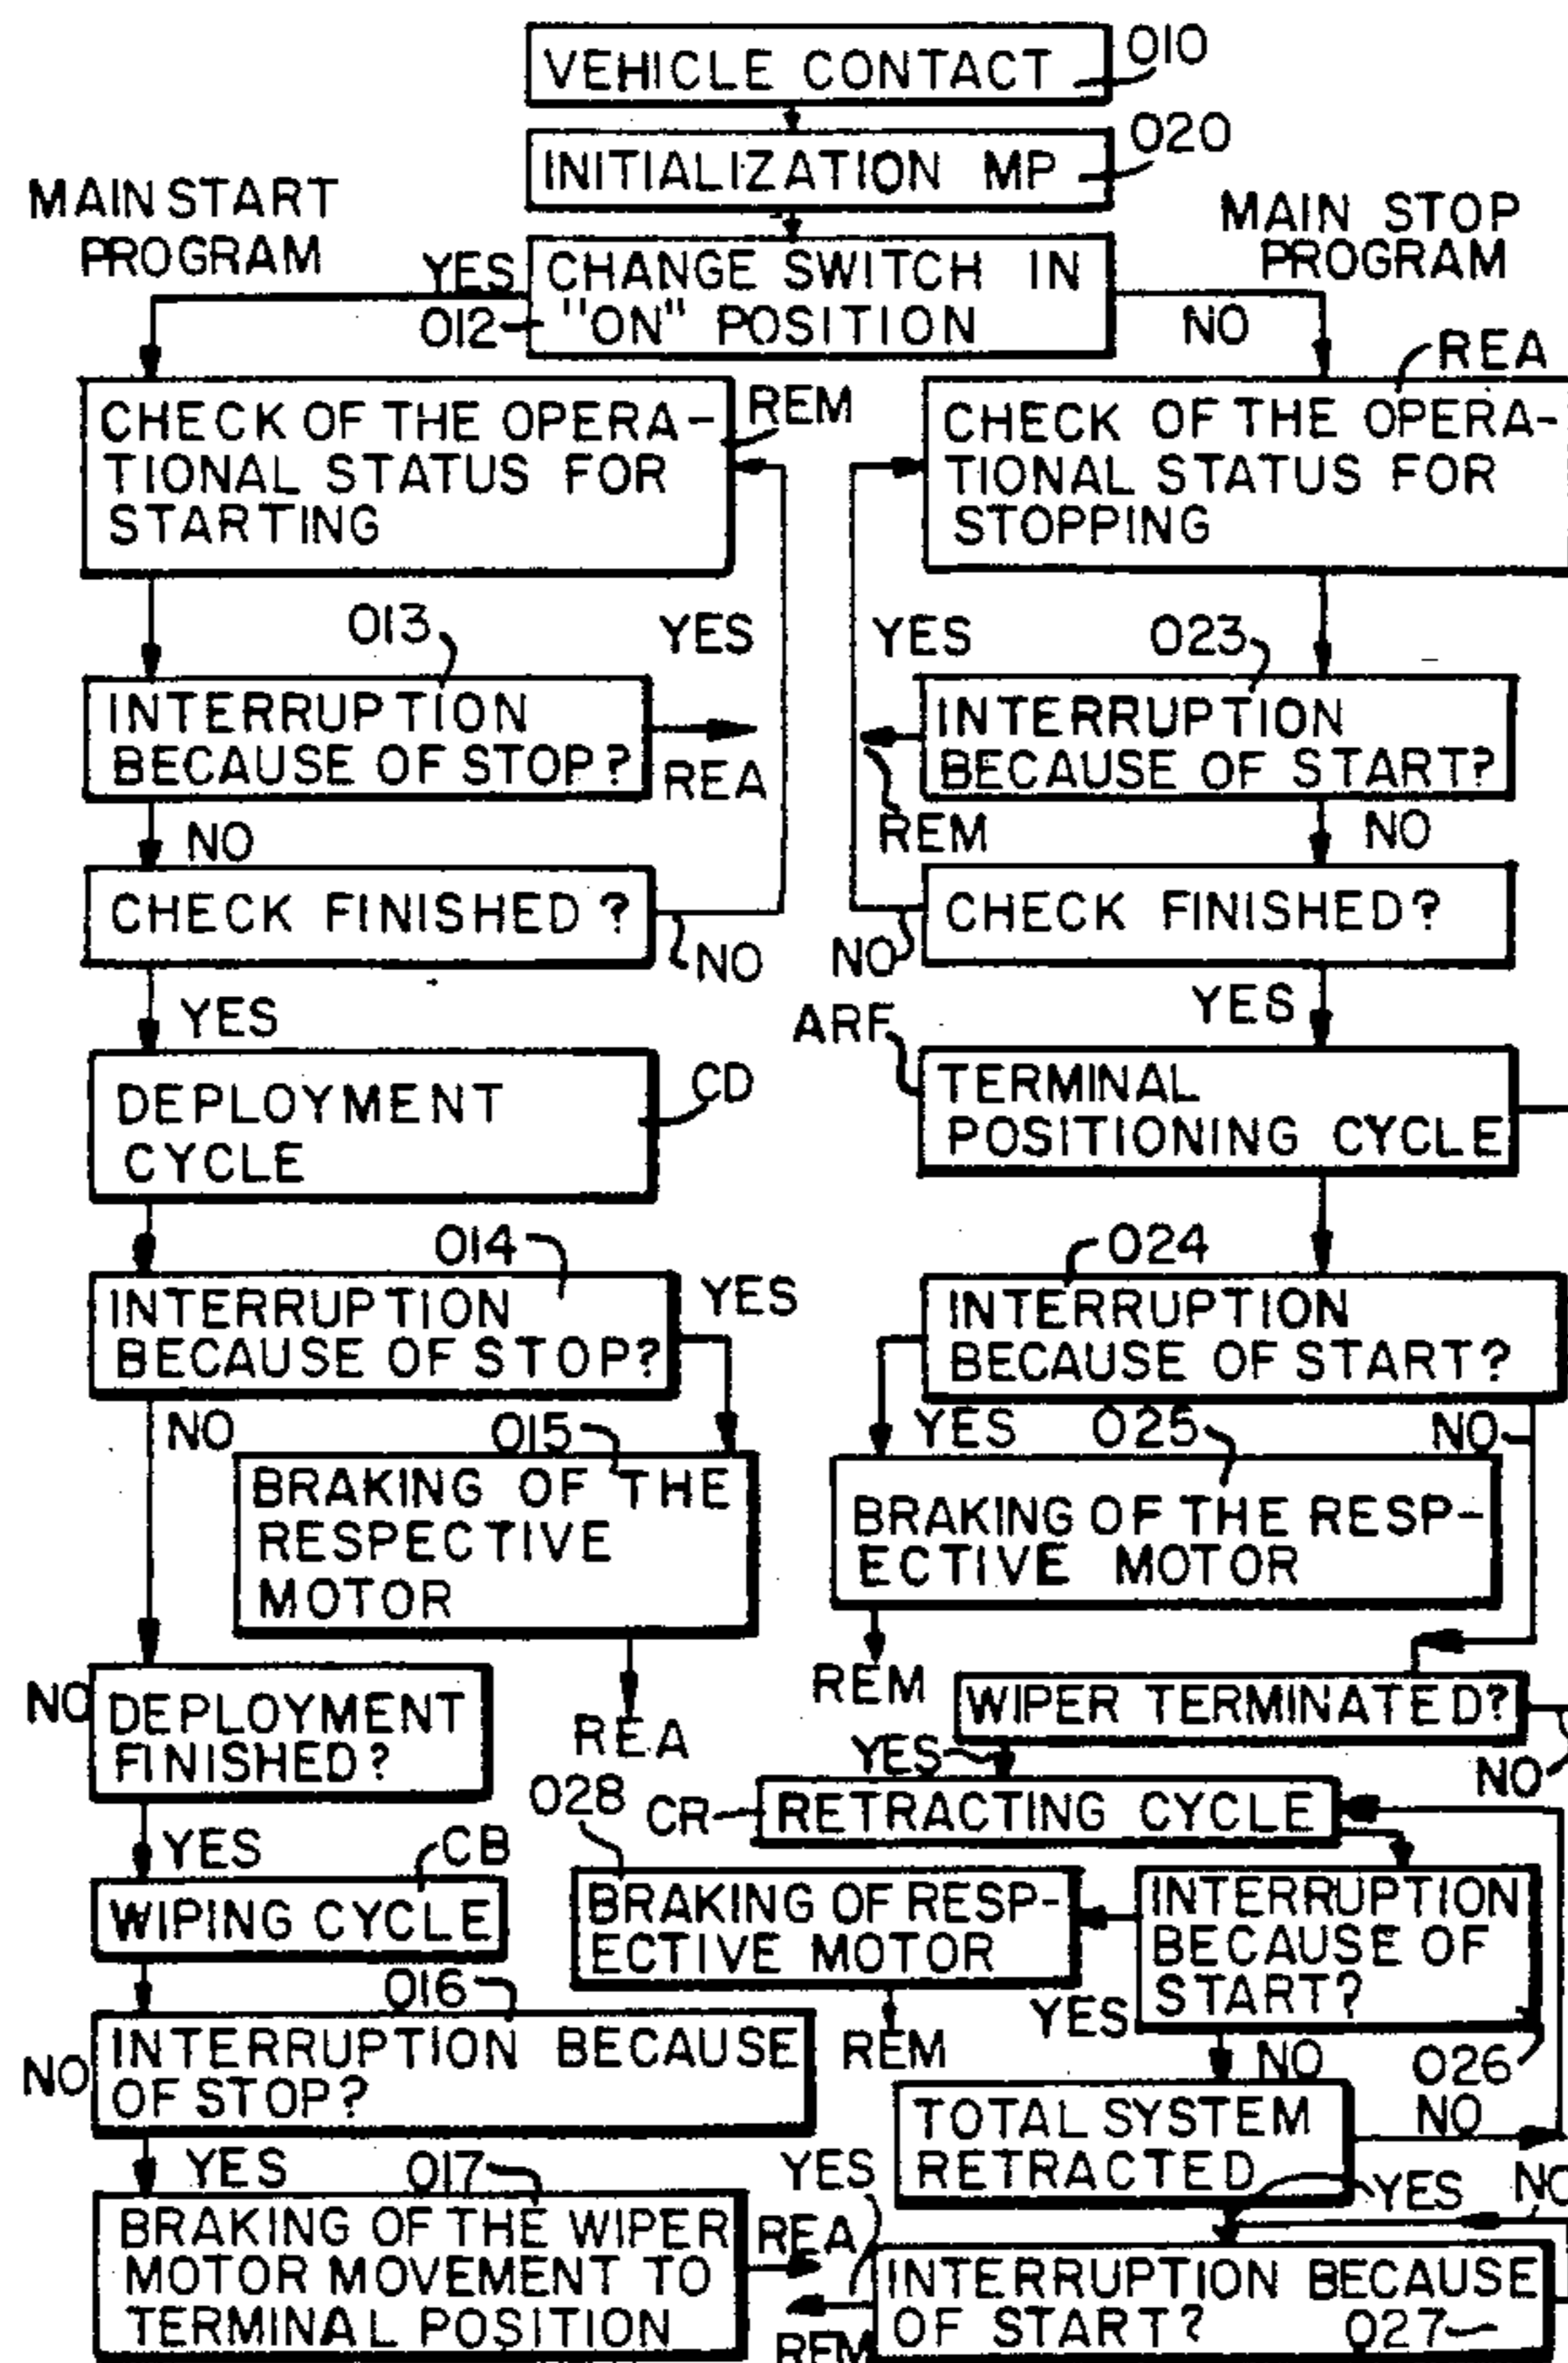 VEHICLE CONTACT
010
INITIALIZATION MP
020
MAIN START
PROGRAM
MAIN STOP
PROGRAM
YES
CHANGE SWITCH IN
"ON" POSITION
012
NO
REA
CHECK OF THE OPERA-
TIONAL STATUS FOR
STARTING
REM
CHECK OF THE OPERA-
TIONAL STATUS FOR
STOPPING
013
YES
YES
023
INTERRUPTION
BECAUSE OF STOP?
REA
INTERRUPTION
BECAUSE OF START?
REM
NO
NO
CHECK FINISHED?
NO
CHECK FINISHED?
NO
YES
YES
ARF
DEPLOYMENT
CYCLE
CD
TERMINAL
POSITIONING CYCLE
014
024
INTERRUPTION
BECAUSE OF STOP?
YES
INTERRUPTION
BECAUSE OF START?
NO
015
YES
025
NO
BRAKING OF THE
RESPECTIVE
MOTOR
BRAKING OF THE RESP-
ECTIVE MOTOR
REA
REM
NO
DEPLOYMENT
FINISHED?
WIPER TERMINATED?
YES
NO
028
CR
RETRACTING CYCLE
YES
CB
WIPING CYCLE
BRAKING OF RESP-
ECTIVE MOTOR
INTERRUPTION
BECAUSE OF
START?
YES
016
REM
NO
026
NO
INTERRUPTION BECAUSE
OF STOP?
TOTAL SYSTEM
RETRACTED
NO
YES
017
YES
YES
NO
BRAKING OF THE WIPER
MOTOR MOVEMENT TO
TERMINAL POSITION
REA
REM
INTERRUPTION BECAUSE
OF START?
027